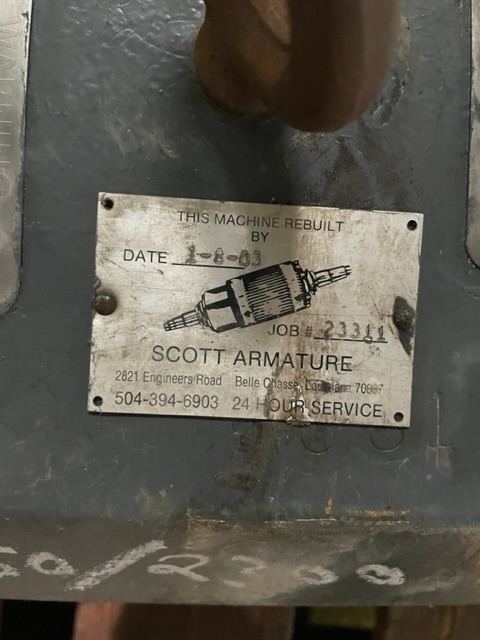 THIS MACHINE REBUILT
BY
DATE 1-8-03
JOB # 23311
SCOTT ARMATURE
2821 Engineers Road Belle Chasse, Louisiana 70037
504-394-6903 24 HOUR SERVICE
/2300